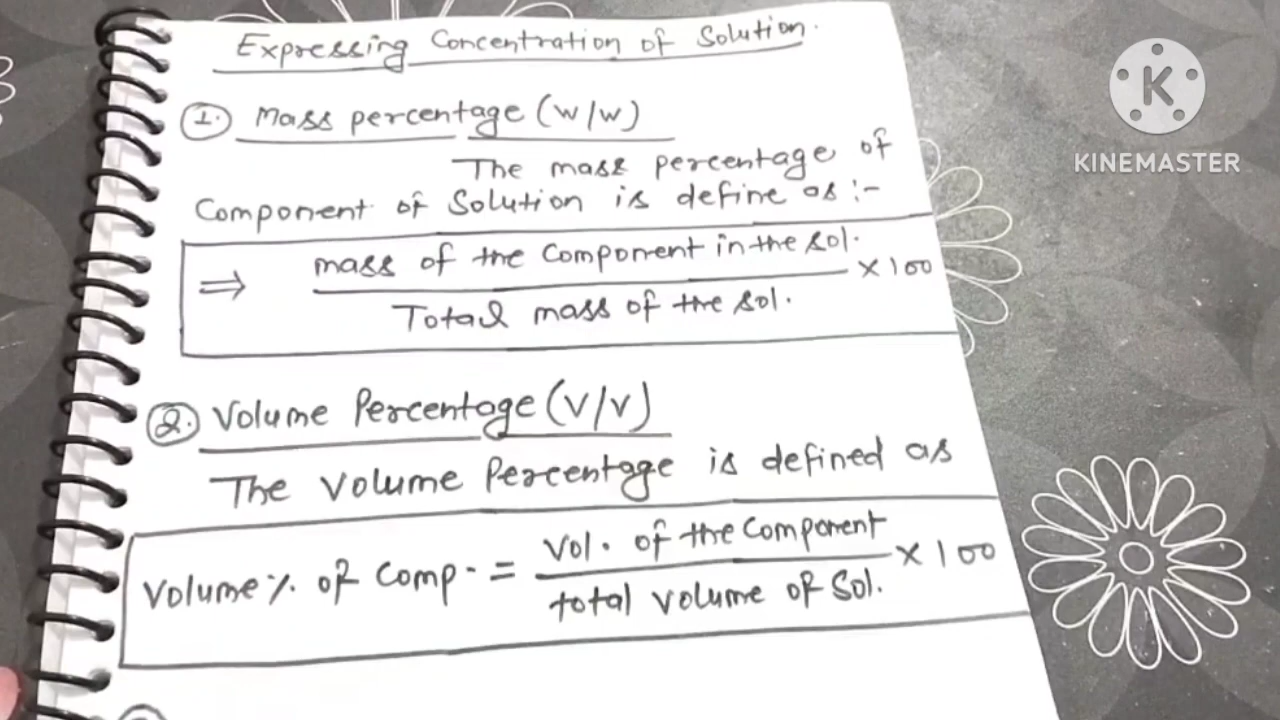 Expressing Concentration of Solution.
1. Mass percentage (w/w)
The mass percentage of
Component of Solution is define as :-
⇒ mass of the Component in the sol.
× 100
Total mass of the sol.
2. Volume Percentage (V/V)
The Volume Percentage is defined as
Volume % of Comp. = Vol. of the Component
× 100
total volume of Sol.
K
KINEMASTER